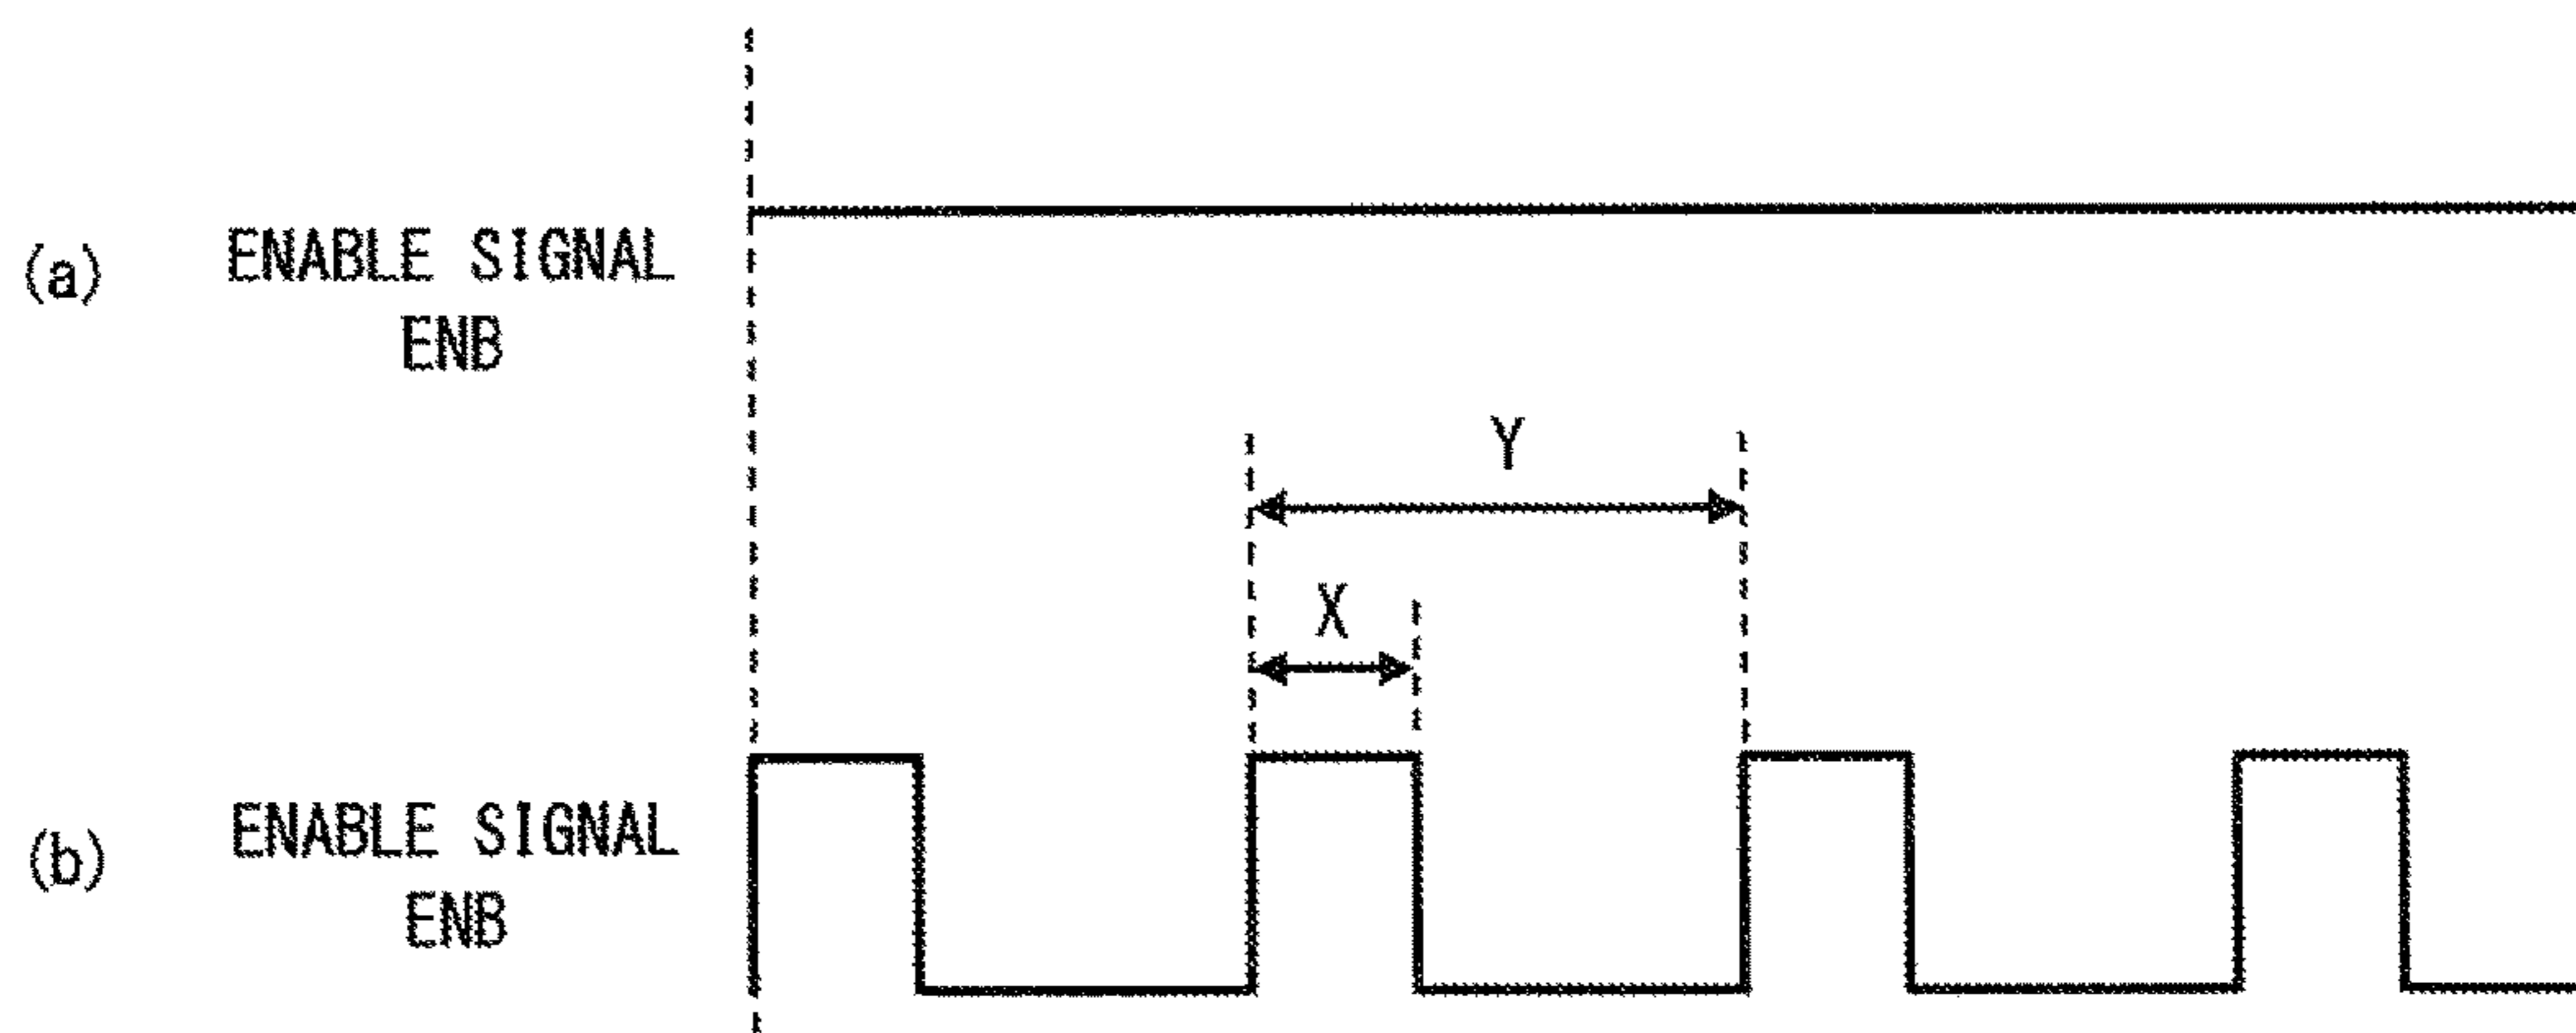 (a) ENABLE SIGNAL
ENB
Y
X
(b) ENABLE SIGNAL
ENB